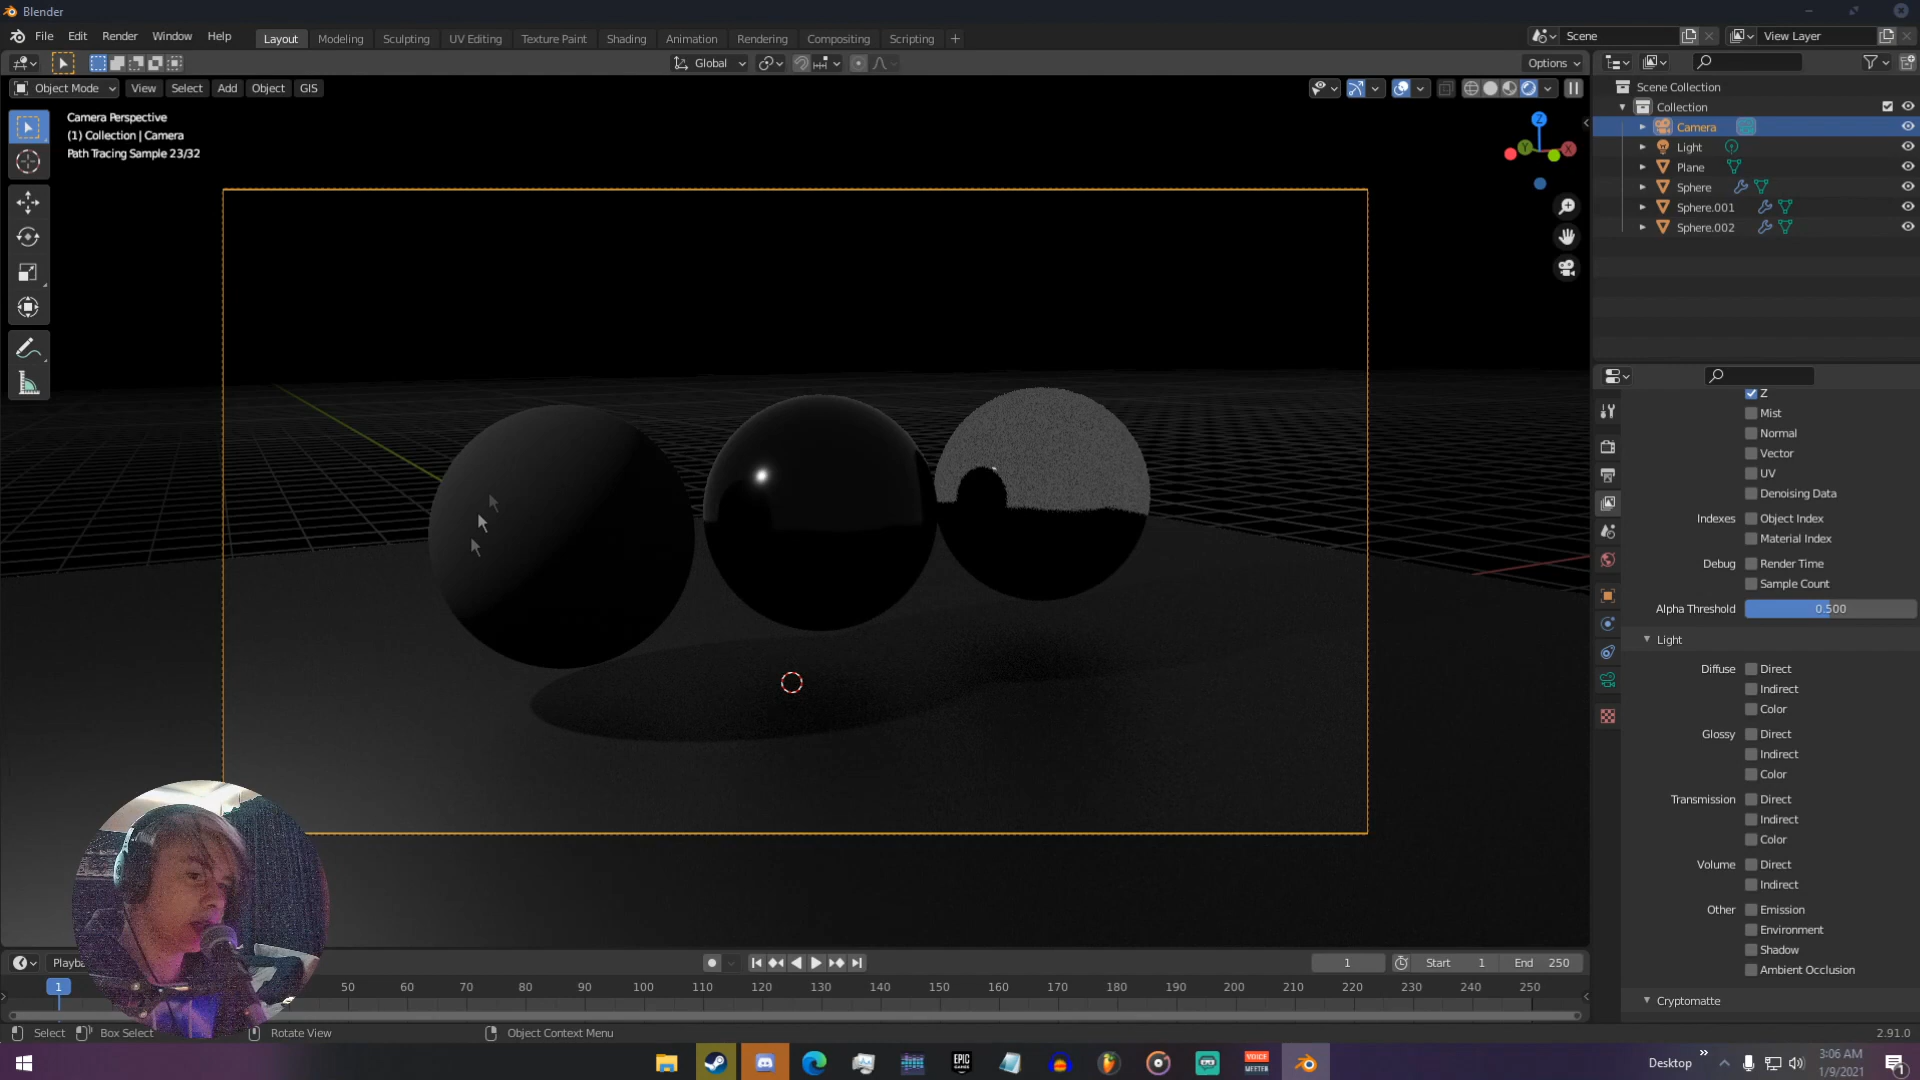 Blender
File Edit Render Window Help
Layout Modeling Sculpting UV Editing Texture Paint Shading Animation Rendering Compositing Scripting +
Scene
View Layer
Global
Options
Object Mode View Select Add Object GIS
Camera Perspective
(1) Collection | Camera
Path Tracing Sample 23/32
Z
Y
X
Scene Collection
Collection
Camera
Light
Plane
Sphere
Sphere.001
Sphere.002
Z
Mist
Normal
Vector
UV
Denoising Data
Indexes Object Index
Material Index
Debug Render Time
Sample Count
Alpha Threshold 0.500
Light
Diffuse Direct
Indirect
Color
Glossy Direct
Indirect
Color
Transmission Direct
Indirect
Color
Volume Direct
Indirect
Other Emission
Environment
Shadow
Ambient Occlusion
Cryptomatte
Playba
1 Start 1 End 250
1 50 60 70 80 90 100 110 120 130 140 150 160 170 180 190 200 210 220 230 240 250
Select Box Select Rotate View Object Context Menu 2.91.0
EPIC GAMES
VOICE MEETER
Desktop
3:06 AM
1/9/2021
1